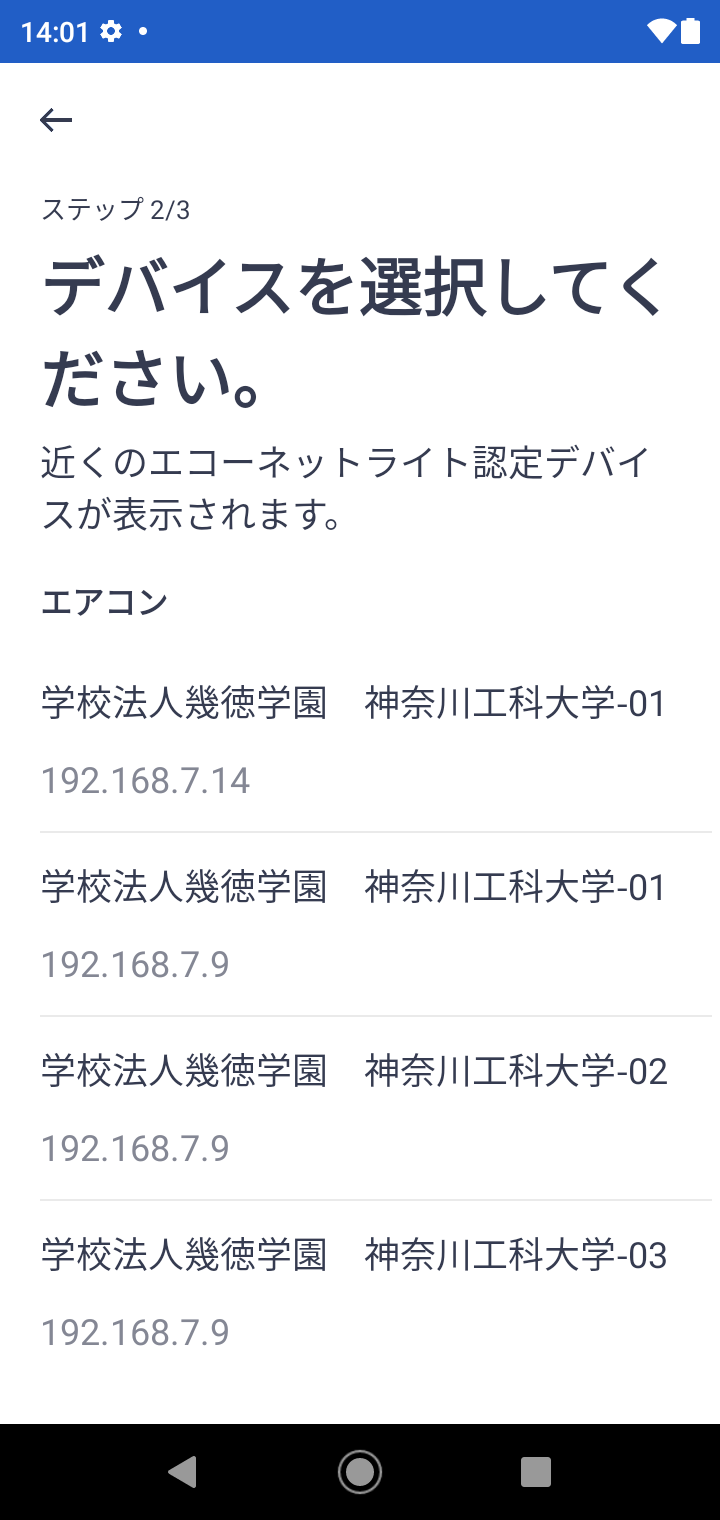 14:01
ステップ 2/3
デバイスを選択してく
ださい。
近くのエコーネットライト認定デバイ
スが表示されます。
エアコン
学校法人幾徳学園　神奈川工科大学-01
192.168.7.14
学校法人幾徳学園　神奈川工科大学-01
192.168.7.9
学校法人幾徳学園　神奈川工科大学-02
192.168.7.9
学校法人幾徳学園　神奈川工科大学-03
192.168.7.9